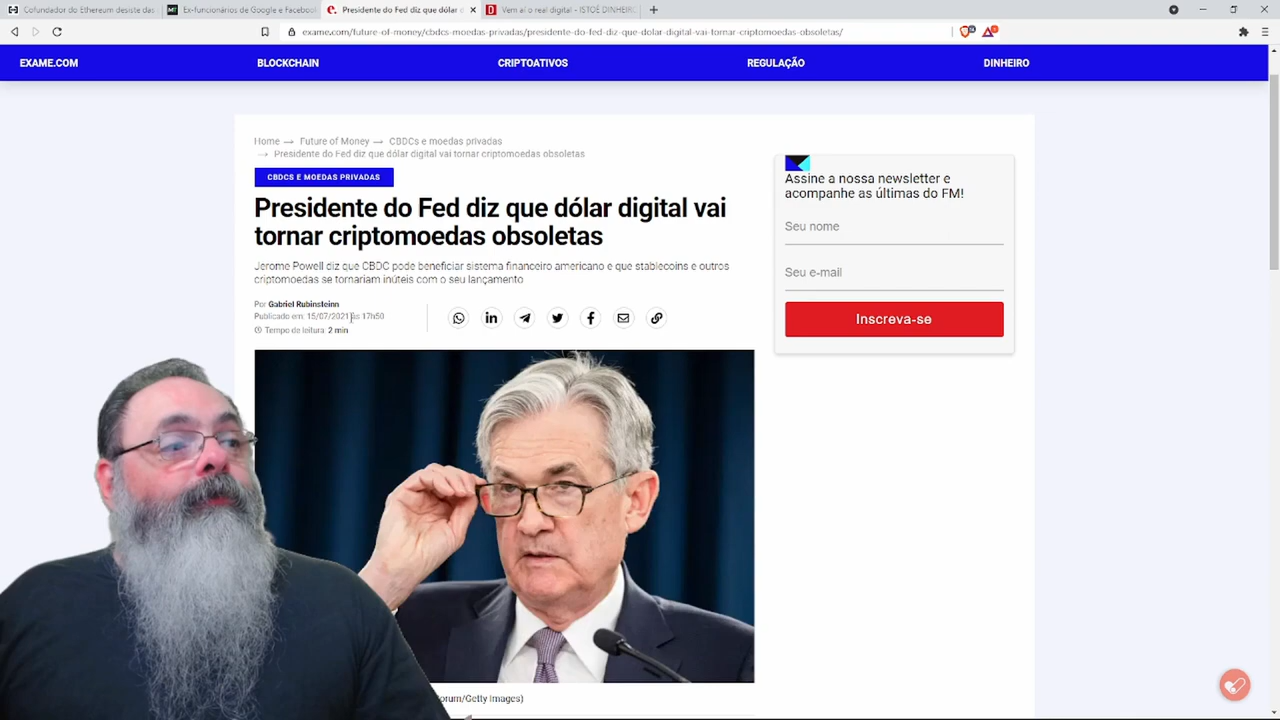 Cofundador do Ethereum desiste das
Ex-funcionários de Google e Facebook
Presidente do Fed diz que dólar d
Vem aí o real digital - ISTOÉ DINHEIRO
exame.com/future-of-money/cbdcs-moedas-privadas/presidente-do-fed-diz-que-dolar-digital-vai-tornar-criptomoedas-obsoletas/
EXAME.COM BLOCKCHAIN CRIPTOATIVOS REGULAÇÃO DINHEIRO
Home → Future of Money → CBDCs e moedas privadas
→ Presidente do Fed diz que dólar digital vai tornar criptomoedas obsoletas
CBDCS E MOEDAS PRIVADAS
Presidente do Fed diz que dólar digital vai
tornar criptomoedas obsoletas
Jerome Powell diz que CBDC pode beneficiar sistema financeiro americano e que stablecoins e outros
criptomoedas se tornariam inúteis com o seu lançamento
Por Gabriel Rubinsteinn
Publicado em: 15/07/2021 às 17h50
Tempo de leitura: 2 min
Assine a nossa newsletter e
acompanhe as últimas do FM!
Seu nome
Seu e-mail
Inscreva-se
orum/Getty Images)